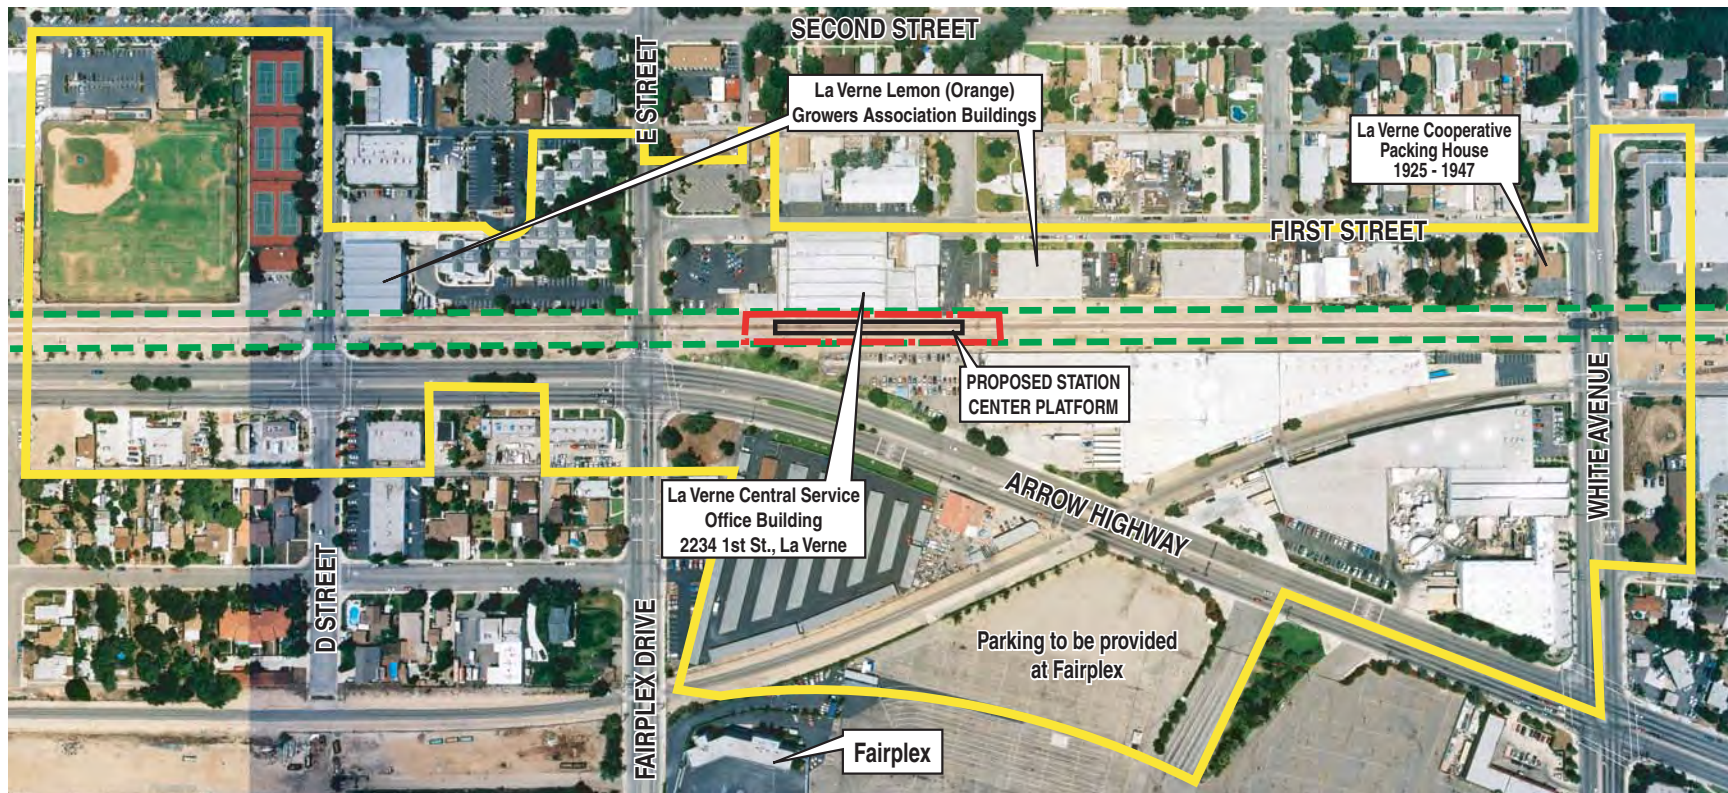 SECOND STREET
E STREET
La Verne Lemon (Orange)
Growers Association Buildings
La Verne Cooperative
Packing House
1925 - 1947
FIRST STREET
PROPOSED STATION
CENTER PLATFORM
WHITE AVENUE
La Verne Central Service
Office Building
2234 1st St., La Verne
ARROW HIGHWAY
D STREET
FAIRPLEX DRIVE
Parking to be provided
at Fairplex
Fairplex